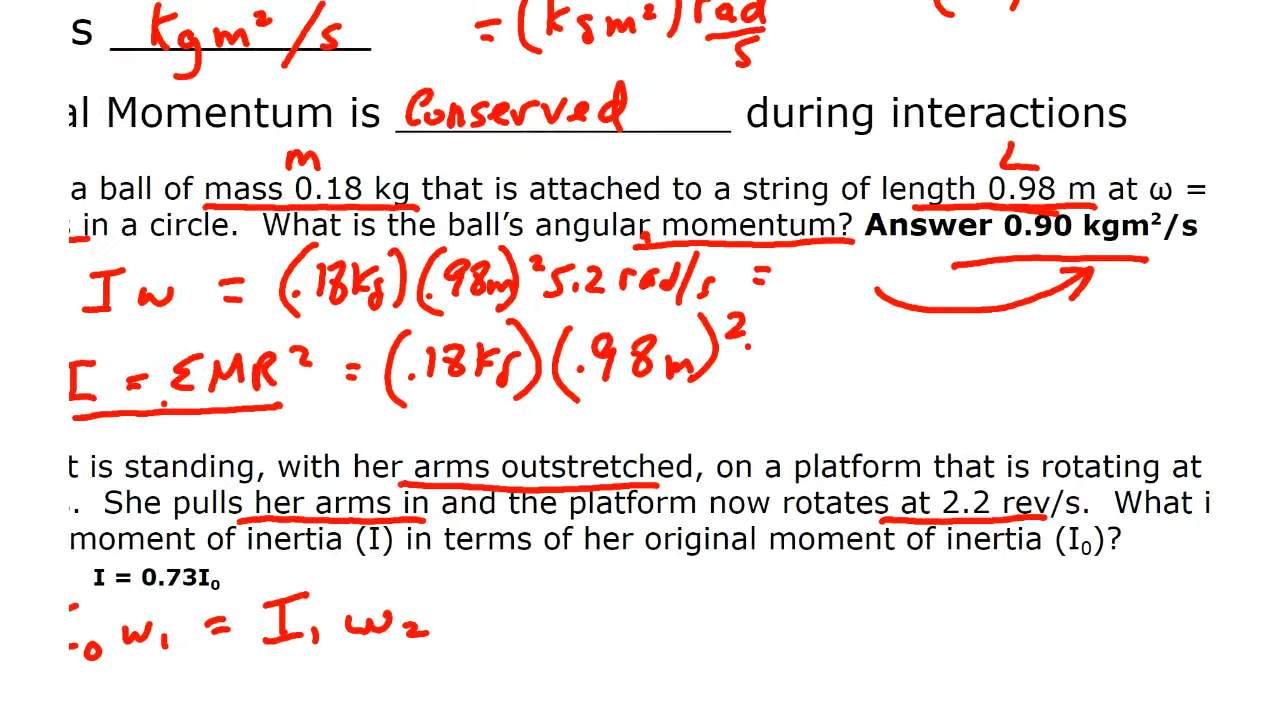 s kgm²/s = (kgm²) rad/s
al Momentum is conserved during interactions
m L
a ball of mass 0.18 kg that is attached to a string of length 0.98 m at ω =
in a circle. What is the ball's angular momentum? Answer 0.90 kgm²/s
Iω = (.18kg)(.98m)² 5.2 rad/s =
I = ΣMR² = (.18kg)(.98m)²
t is standing, with her arms outstretched, on a platform that is rotating at
s. She pulls her arms in and the platform now rotates at 2.2 rev/s. What i
moment of inertia (I) in terms of her original moment of inertia (I₀)?
I = 0.73I₀
I₀ω₁ = I₁ω₂